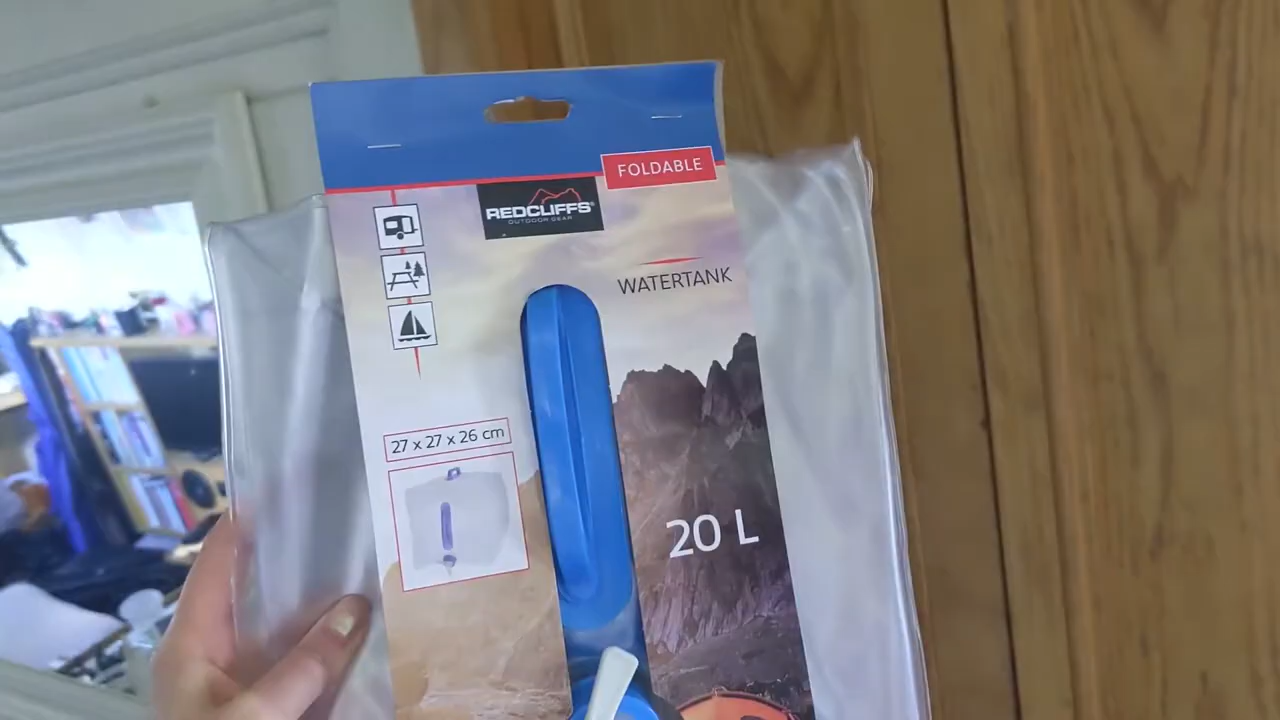 FOLDABLE
REDCLIFFS®
OUTDOOR GEAR
WATERTANK
27 x 27 x 26 cm
20 L